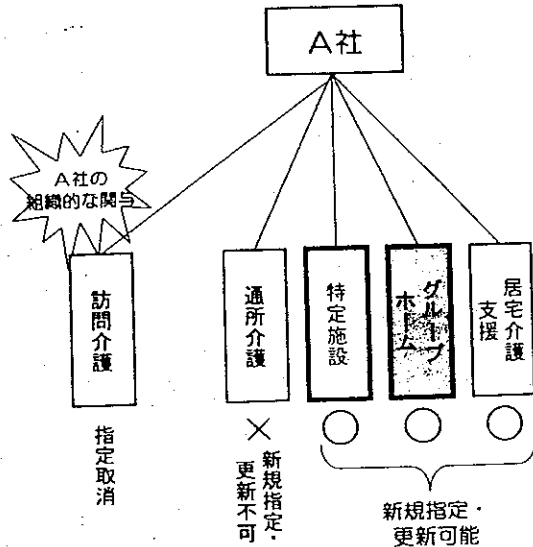 A社
A社の
組織的な関与
訪問介護
通所介護
特定施設
グループ
ホーム
居宅介護
支援
指定取消
×
新規指定・
更新不可
○
○
○
新規指定・
更新可能